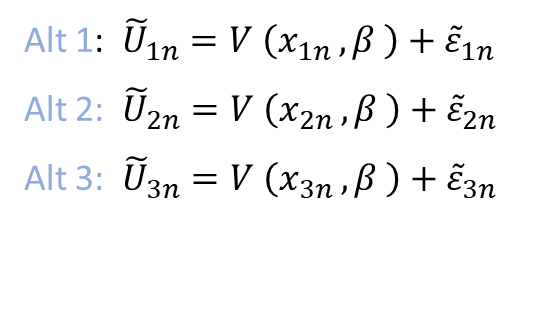 Alt 1: Ũ₁ₙ = V (x₁ₙ , β ) + ε̃₁ₙ
Alt 2: Ũ₂ₙ = V (x₂ₙ , β ) + ε̃₂ₙ
Alt 3: Ũ₃ₙ = V (x₃ₙ , β ) + ε̃₃ₙ